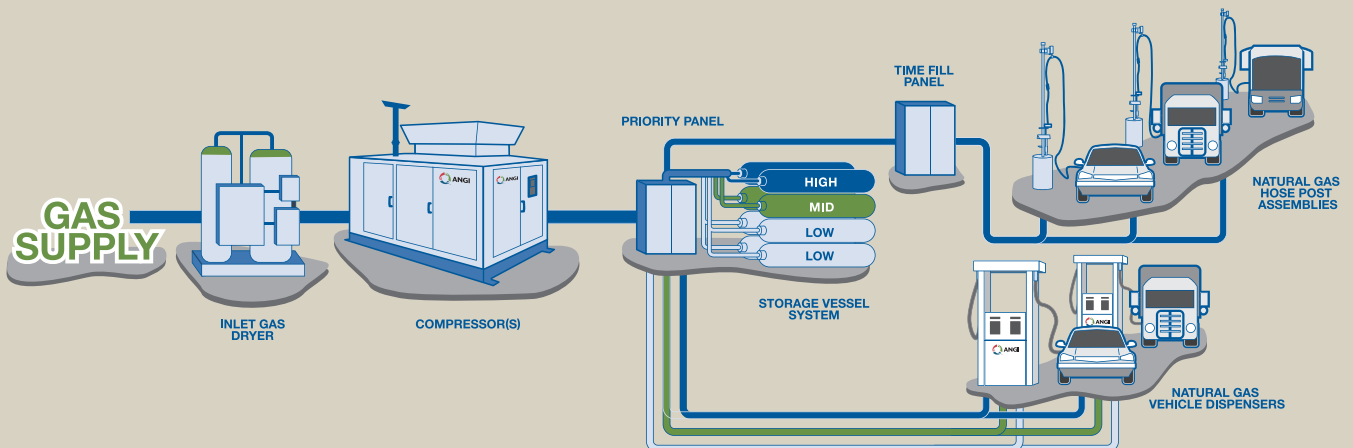 GAS
SUPPLY
INLET GAS
DRYER
ANGI
ANGI
COMPRESSOR(S)
PRIORITY PANEL
HIGH
MID
LOW
LOW
STORAGE VESSEL
SYSTEM
TIME FILL
PANEL
NATURAL GAS
HOSE POST
ASSEMBLIES
ANGI
ANGI
NATURAL GAS
VEHICLE DISPENSERS